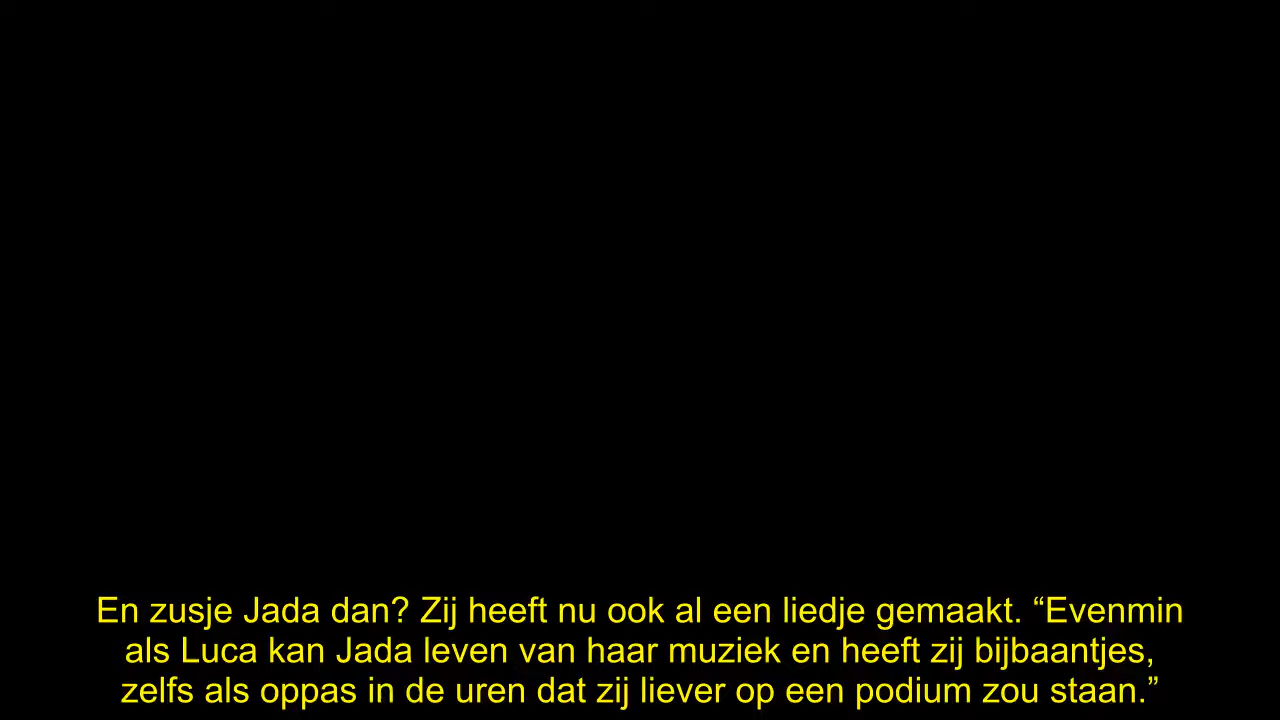 En zusje Jada dan? Zij heeft nu ook al een liedje gemaakt. “Evenmin
als Luca kan Jada leven van haar muziek en heeft zij bijbaantjes,
zelfs als oppas in de uren dat zij liever op een podium zou staan.”